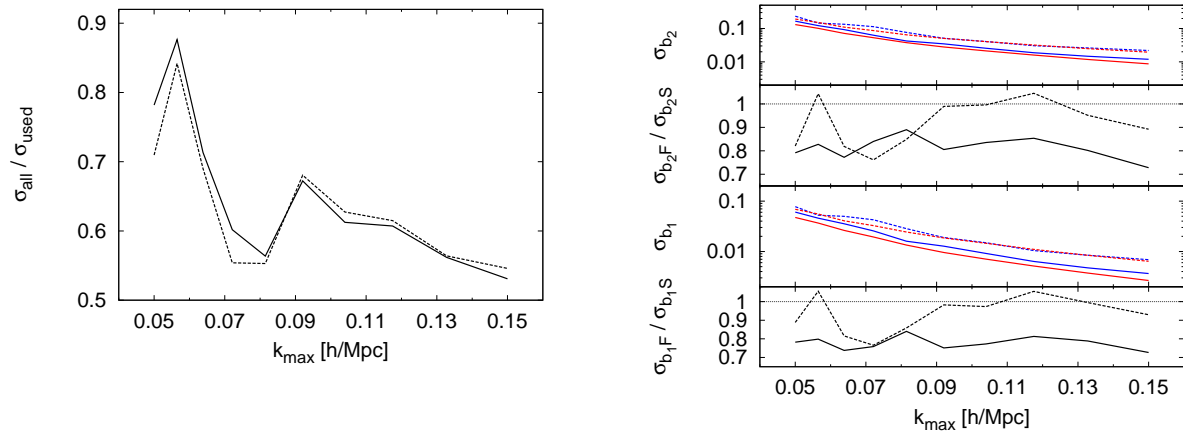 0.9
0.8
0.7
0.6
0.5
σall / σused
0.05 0.07 0.09 0.11 0.13 0.15
kmax [h/Mpc]
0.1
0.01
σb2
1
0.9
0.8
0.7
σb2F / σb2S
0.1
0.01
σb1
1
0.9
0.8
0.7
σb1F / σb1S
0.05 0.07 0.09 0.11 0.13 0.15
kmax [h/Mpc]